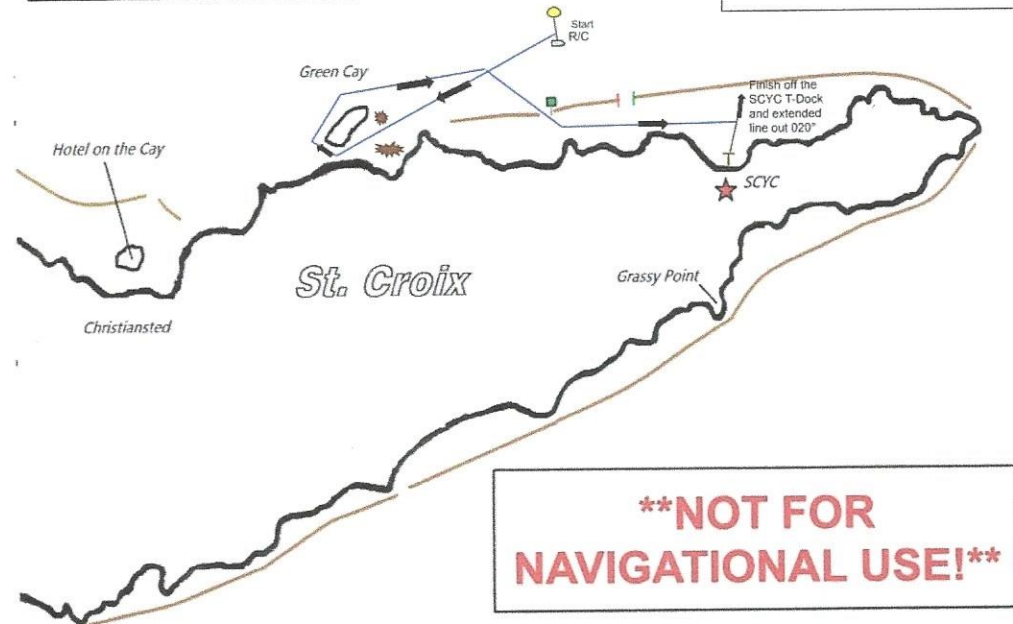 Start
R/C
Green Cay
Finish off the
SCYC T-Dock
and extended
line out 020°
Hotel on the Cay
SCYC
St. Croix
Grassy Point
Christiansted
**NOT FOR
NAVIGATIONAL USE!**